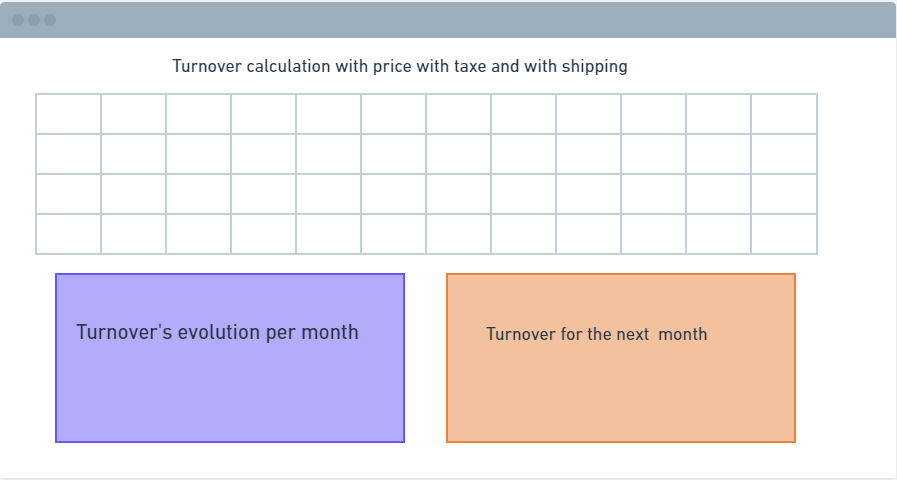 Turnover calculation with price with taxe and with shipping
Turnover's evolution per month
Turnover for the next  month